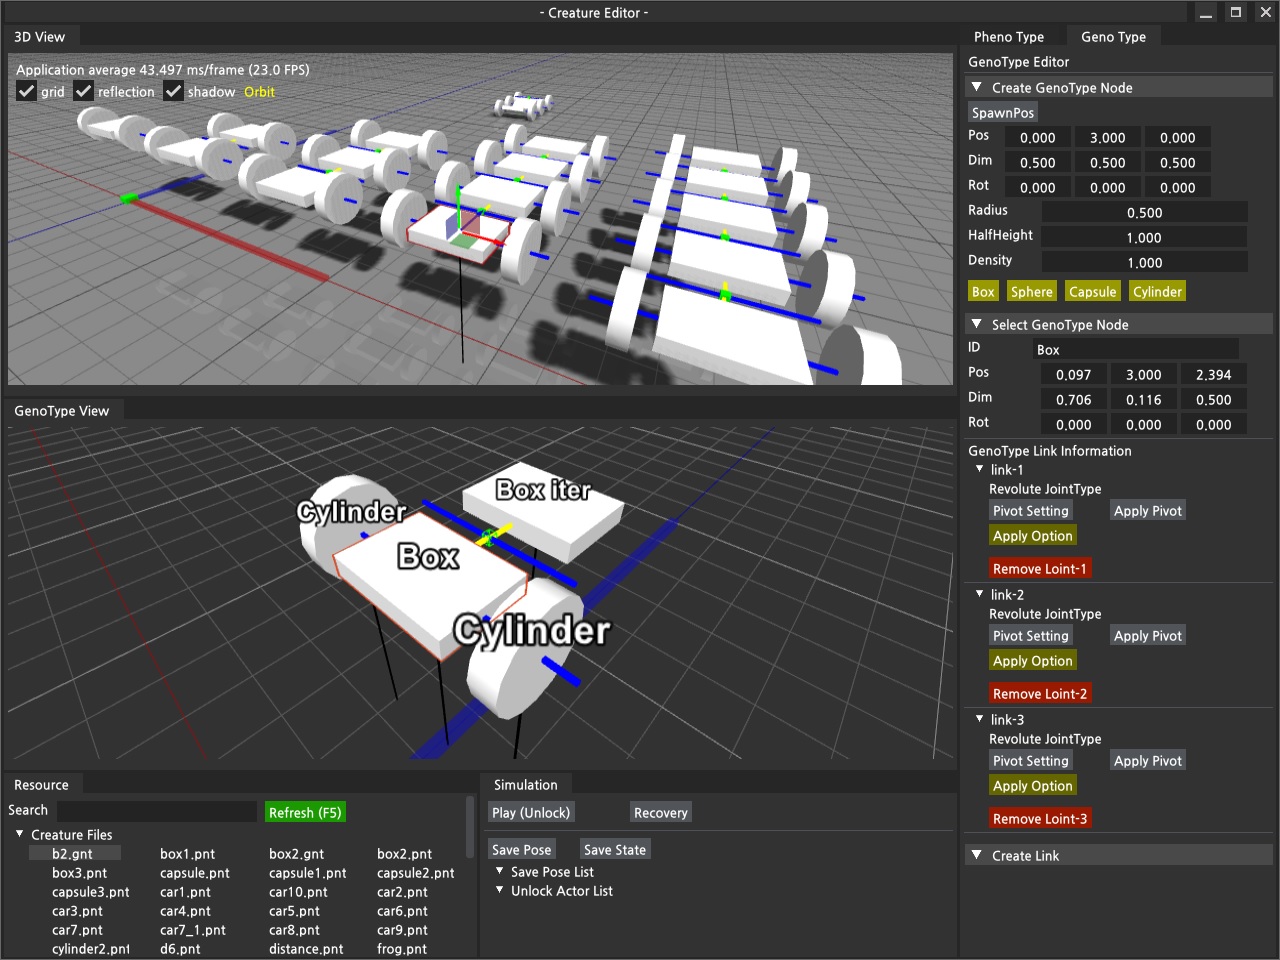 - Creature Editor -
3D View
Application average 43.497 ms/frame (23.0 FPS)
grid reflection shadow Orbit
GenoType View
Cylinder
Box iter
Box
Cylinder
Resource
Search Refresh (F5)
Creature Files
b2.gnt box1.pnt box2.gnt box2.pnt
box3.pnt capsule.pnt capsule1.pnt capsule2.pnt
capsule3.pnt car1.pnt car10.pnt car2.pnt
car3.pnt car4.pnt car5.pnt car6.pnt
car7.pnt car7_1.pnt car8.pnt car9.pnt
cylinder2.pnt d6.pnt distance.pnt frog.pnt
Simulation
Play (Unlock) Recovery
Save Pose Save State
Save Pose List
Unlock Actor List
Pheno Type Geno Type
GenoType Editor
Create GenoType Node
SpawnPos
Pos 0.000 3.000 0.000
Dim 0.500 0.500 0.500
Rot 0.000 0.000 0.000
Radius 0.500
HalfHeight 1.000
Density 1.000
Box Sphere Capsule Cylinder
Select GenoType Node
ID Box
Pos 0.097 3.000 2.394
Dim 0.706 0.116 0.500
Rot 0.000 0.000 0.000
GenoType Link Information
link-1
Revolute JointType
Pivot Setting Apply Pivot
Apply Option
Remove Loint-1
link-2
Revolute JointType
Pivot Setting Apply Pivot
Apply Option
Remove Loint-2
link-3
Revolute JointType
Pivot Setting Apply Pivot
Apply Option
Remove Loint-3
Create Link